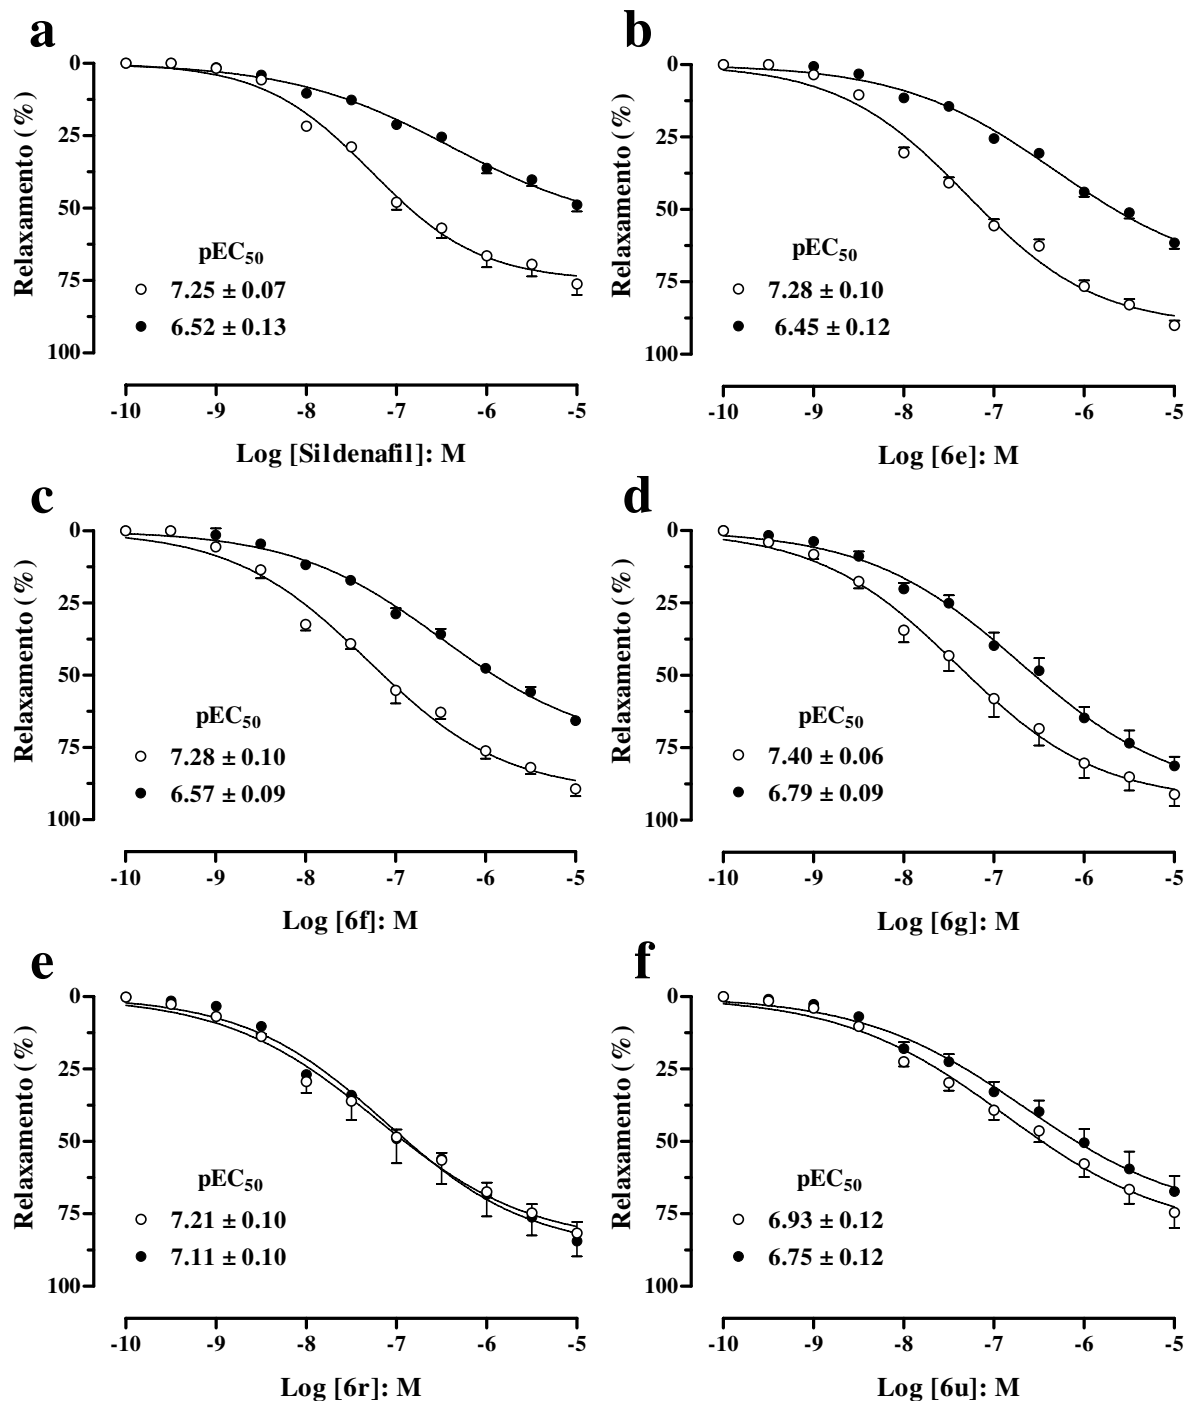 a
0
25
50
75
100
Relaxamento (%)
pEC50
7.25 ± 0.07
6.52 ± 0.13
-10 -9 -8 -7 -6 -5
Log [Sildenafil]: M
b
0
25
50
75
100
Relaxamento (%)
pEC50
7.28 ± 0.10
6.45 ± 0.12
-10 -9 -8 -7 -6 -5
Log [6e]: M
c
0
25
50
75
100
Relaxamento (%)
pEC50
7.28 ± 0.10
6.57 ± 0.09
-10 -9 -8 -7 -6 -5
Log [6f]: M
d
0
25
50
75
100
Relaxamento (%)
pEC50
7.40 ± 0.06
6.79 ± 0.09
-10 -9 -8 -7 -6 -5
Log [6g]: M
e
0
25
50
75
100
Relaxamento (%)
pEC50
7.21 ± 0.10
7.11 ± 0.10
-10 -9 -8 -7 -6 -5
Log [6r]: M
f
0
25
50
75
100
Relaxamento (%)
pEC50
6.93 ± 0.12
6.75 ± 0.12
-10 -9 -8 -7 -6 -5
Log [6u]: M